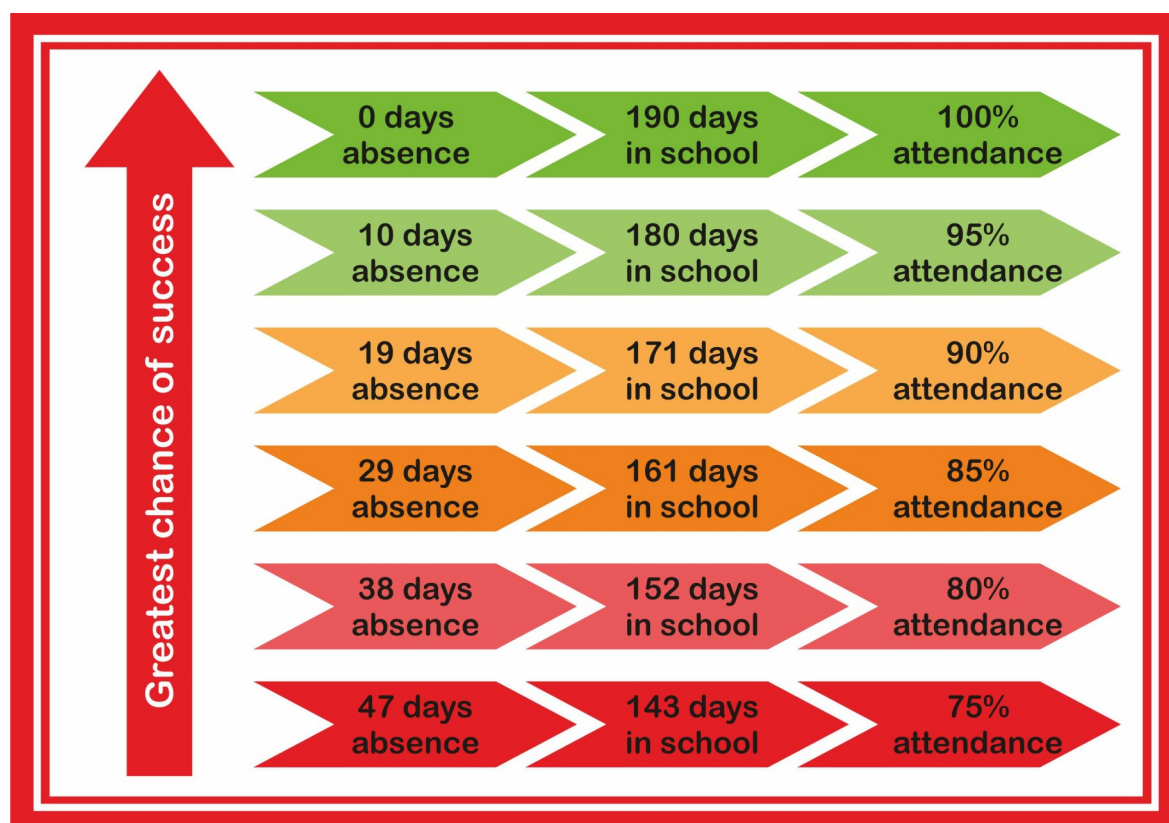 Greatest chance of success
0 days
absence
190 days
in school
100%
attendance
10 days
absence
180 days
in school
95%
attendance
19 days
absence
171 days
in school
90%
attendance
29 days
absence
161 days
in school
85%
attendance
38 days
absence
152 days
in school
80%
attendance
47 days
absence
143 days
in school
75%
attendance